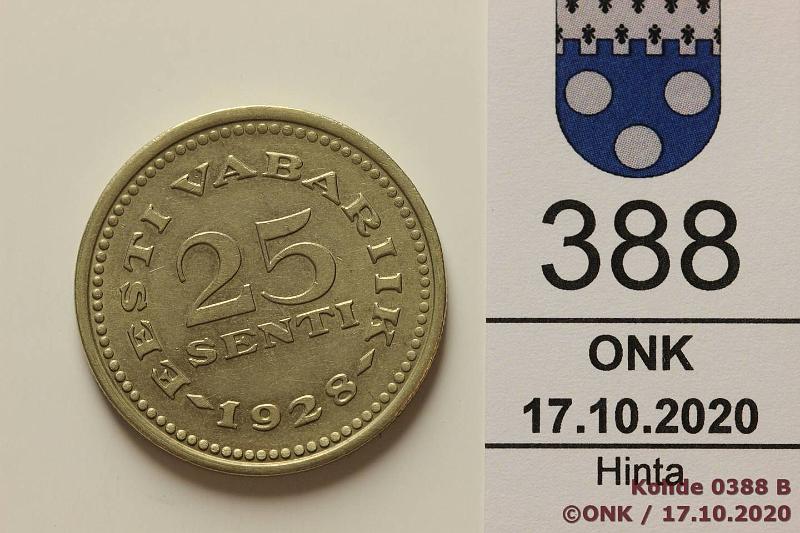 EESTI VABARIIK
25
SENTI
1928
388
ONK
17.10.2020
Hinta
Kohde 0388 B
©ONK / 17.10.2020